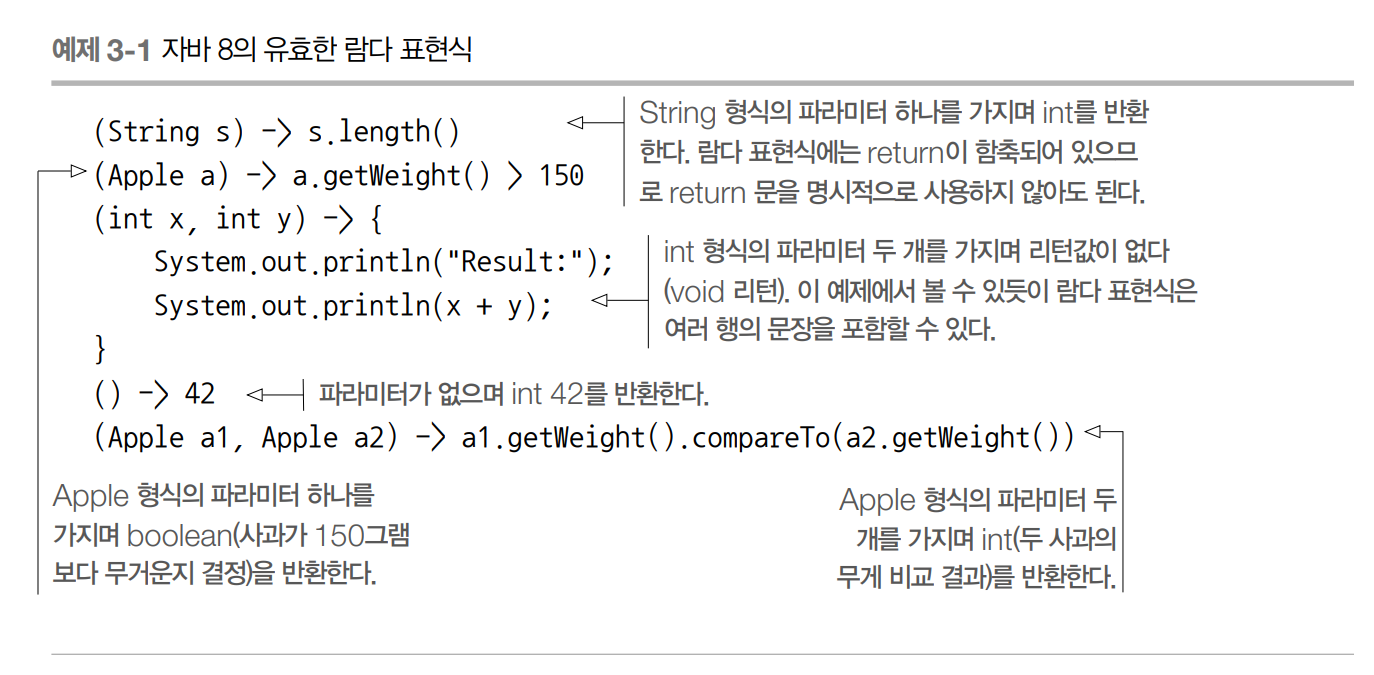 예제 3-1 자바 8의 유효한 람다 표현식
(String s) -> s.length()
String 형식의 파라미터 하나를 가지며 int를 반환
한다. 람다 표현식에는 return이 함축되어 있으므
로 return 문을 명시적으로 사용하지 않아도 된다.
(Apple a) -> a.getWeight() > 150
(int x, int y) -> {
System.out.println("Result:");
System.out.println(x + y);
int 형식의 파라미터 두 개를 가지며 리턴값이 없다
(void 리턴). 이 예제에서 볼 수 있듯이 람다 표현식은
여러 행의 문장을 포함할 수 있다.
}
() -> 42
파라미터가 없으며 int 42를 반환한다.
(Apple a1, Apple a2) -> a1.getWeight().compareTo(a2.getWeight())
Apple 형식의 파라미터 하나를
가지며 boolean(사과가 150그램
보다 무거운지 결정)을 반환한다.
Apple 형식의 파라미터 두
개를 가지며 int(두 사과의
무게 비교 결과)를 반환한다.